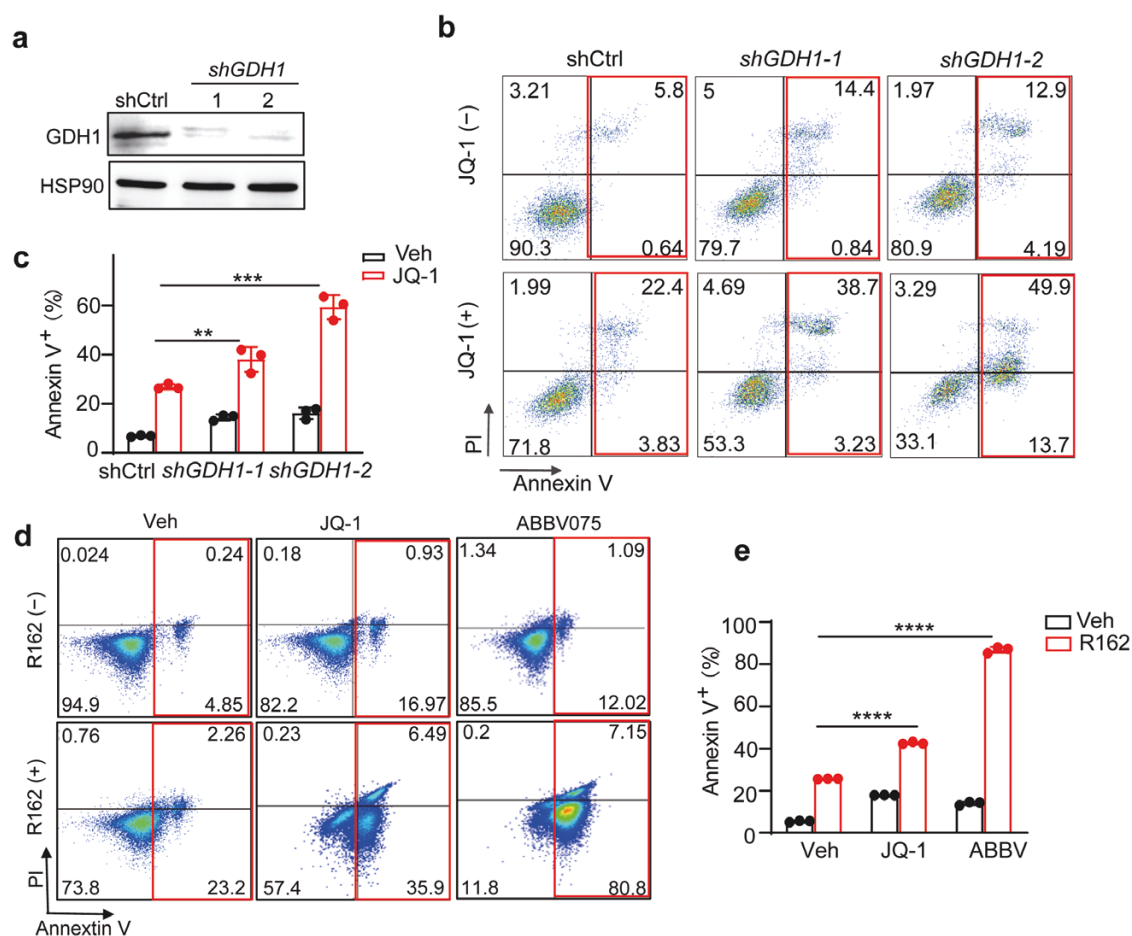 a
shGDH1
shCtrl 1 2
GDH1
HSP90
b
shCtrl shGDH1-1 shGDH1-2
JQ-1 (−)
3.21 5.8 5 14.4 1.97 12.9
90.3 0.64 79.7 0.84 80.9 4.19
JQ-1 (+)
1.99 22.4 4.69 38.7 3.29 49.9
71.8 3.83 53.3 3.23 33.1 13.7
PI
Annexin V
c
Veh
JQ-1
Annexin V+ (%)
60
40
20
0
***
**
shCtrl shGDH1-1 shGDH1-2
d
Veh JQ-1 ABBV075
R162 (−)
0.024 0.24 0.18 0.93 1.34 1.09
94.9 4.85 82.2 16.97 85.5 12.02
R162 (+)
0.76 2.26 0.23 6.49 0.2 7.15
73.8 23.2 57.4 35.9 11.8 80.8
PI
Annextin V
e
Veh
R162
Annexin V+ (%)
100
80
60
40
20
0
****
****
Veh JQ-1 ABBV